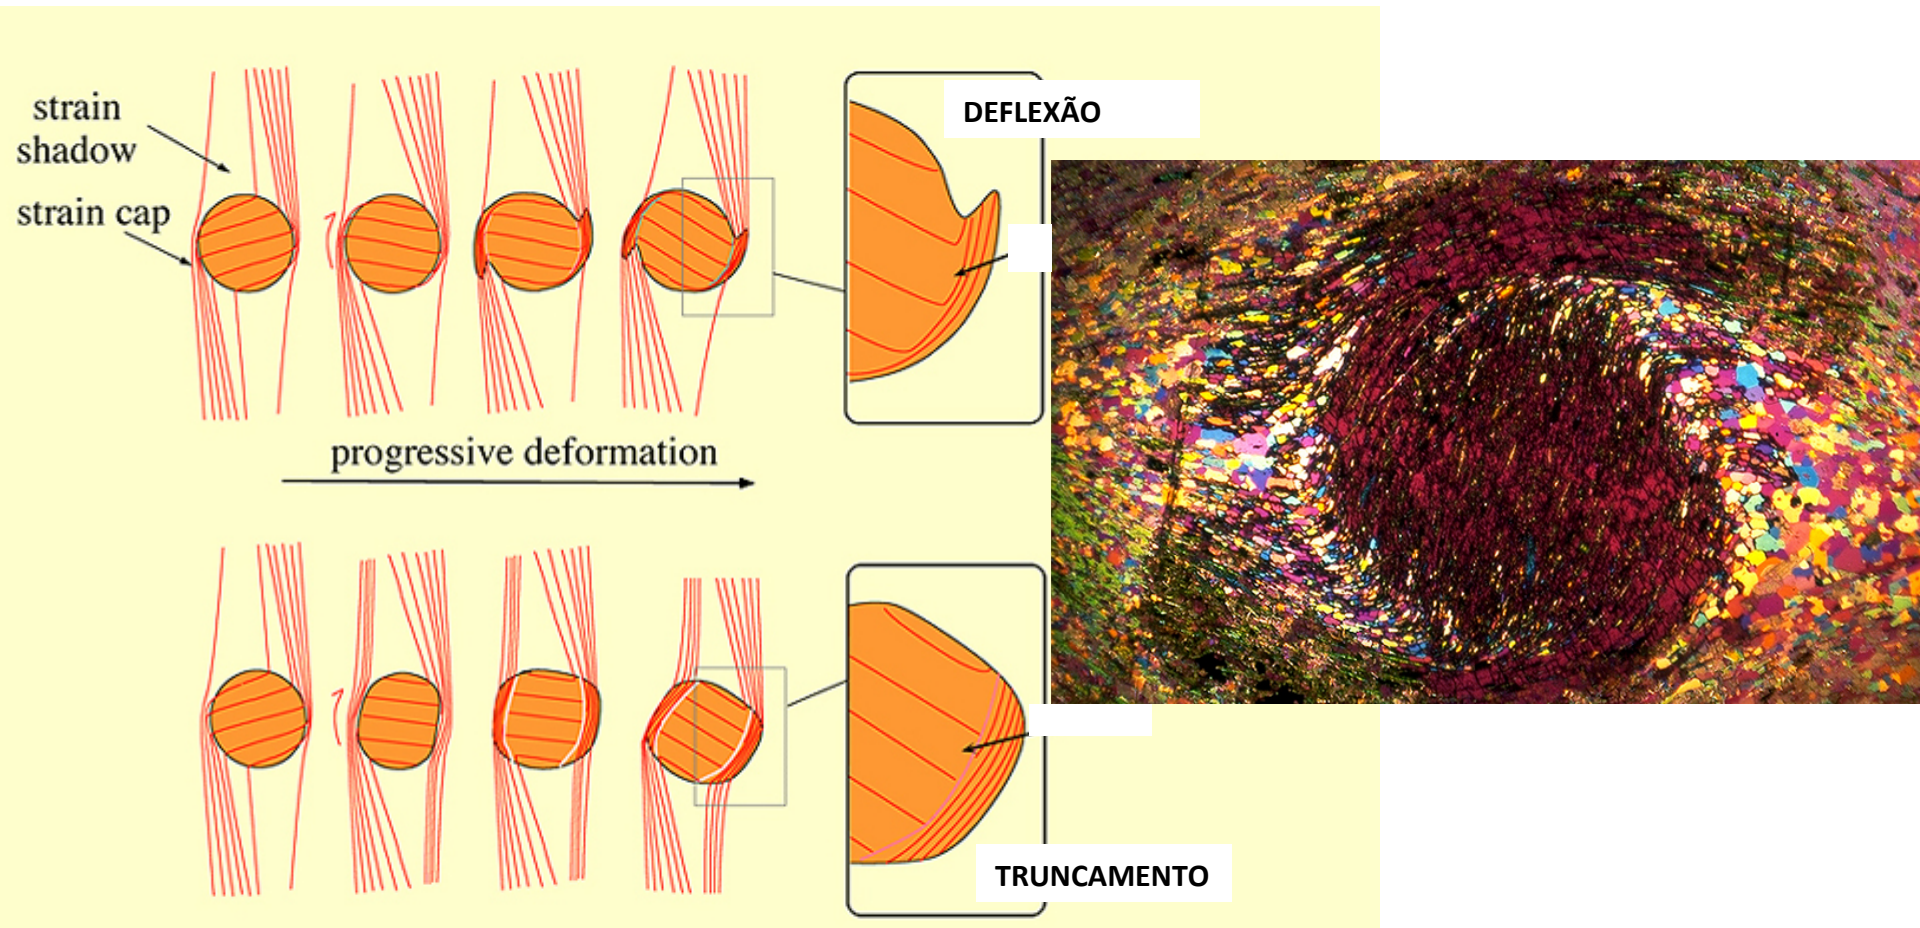 strain
shadow
strain cap
DEFLEXÃO
progressive deformation
TRUNCAMENTO